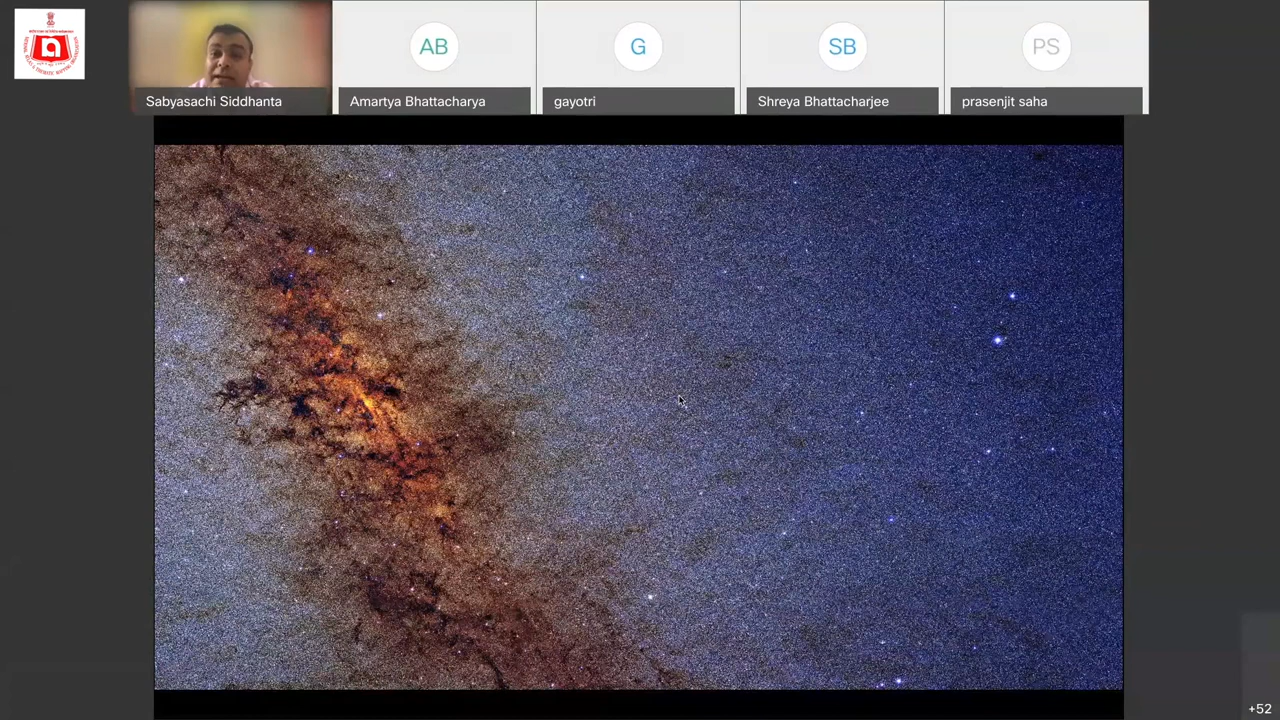 AB
G
SB
PS
Sabyasachi Siddhanta
Amartya Bhattacharya
gayotri
Shreya Bhattacharjee
prasenjit saha
+52